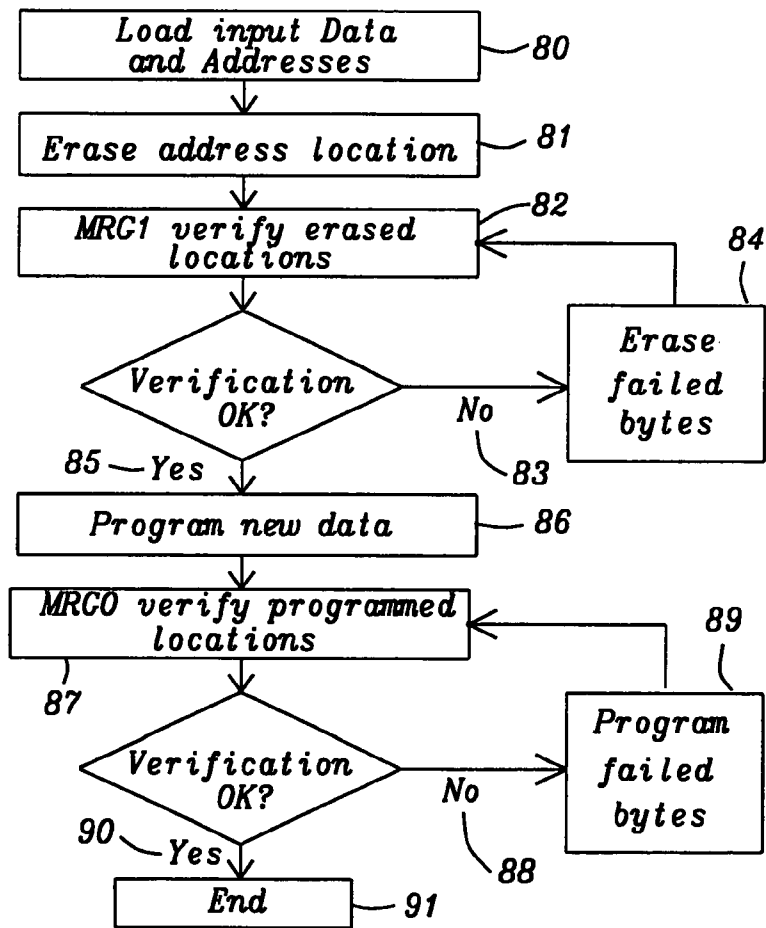 Load input Data
and Addresses
80
Erase address location
81
MRG1 verify erased
locations
82
84
Erase
failed
bytes
Verification
OK?
No
83
85
Yes
Program new data
86
MRG0 verify programmed
locations
87
89
Program
failed
bytes
Verification
OK?
No
88
90
Yes
End
91